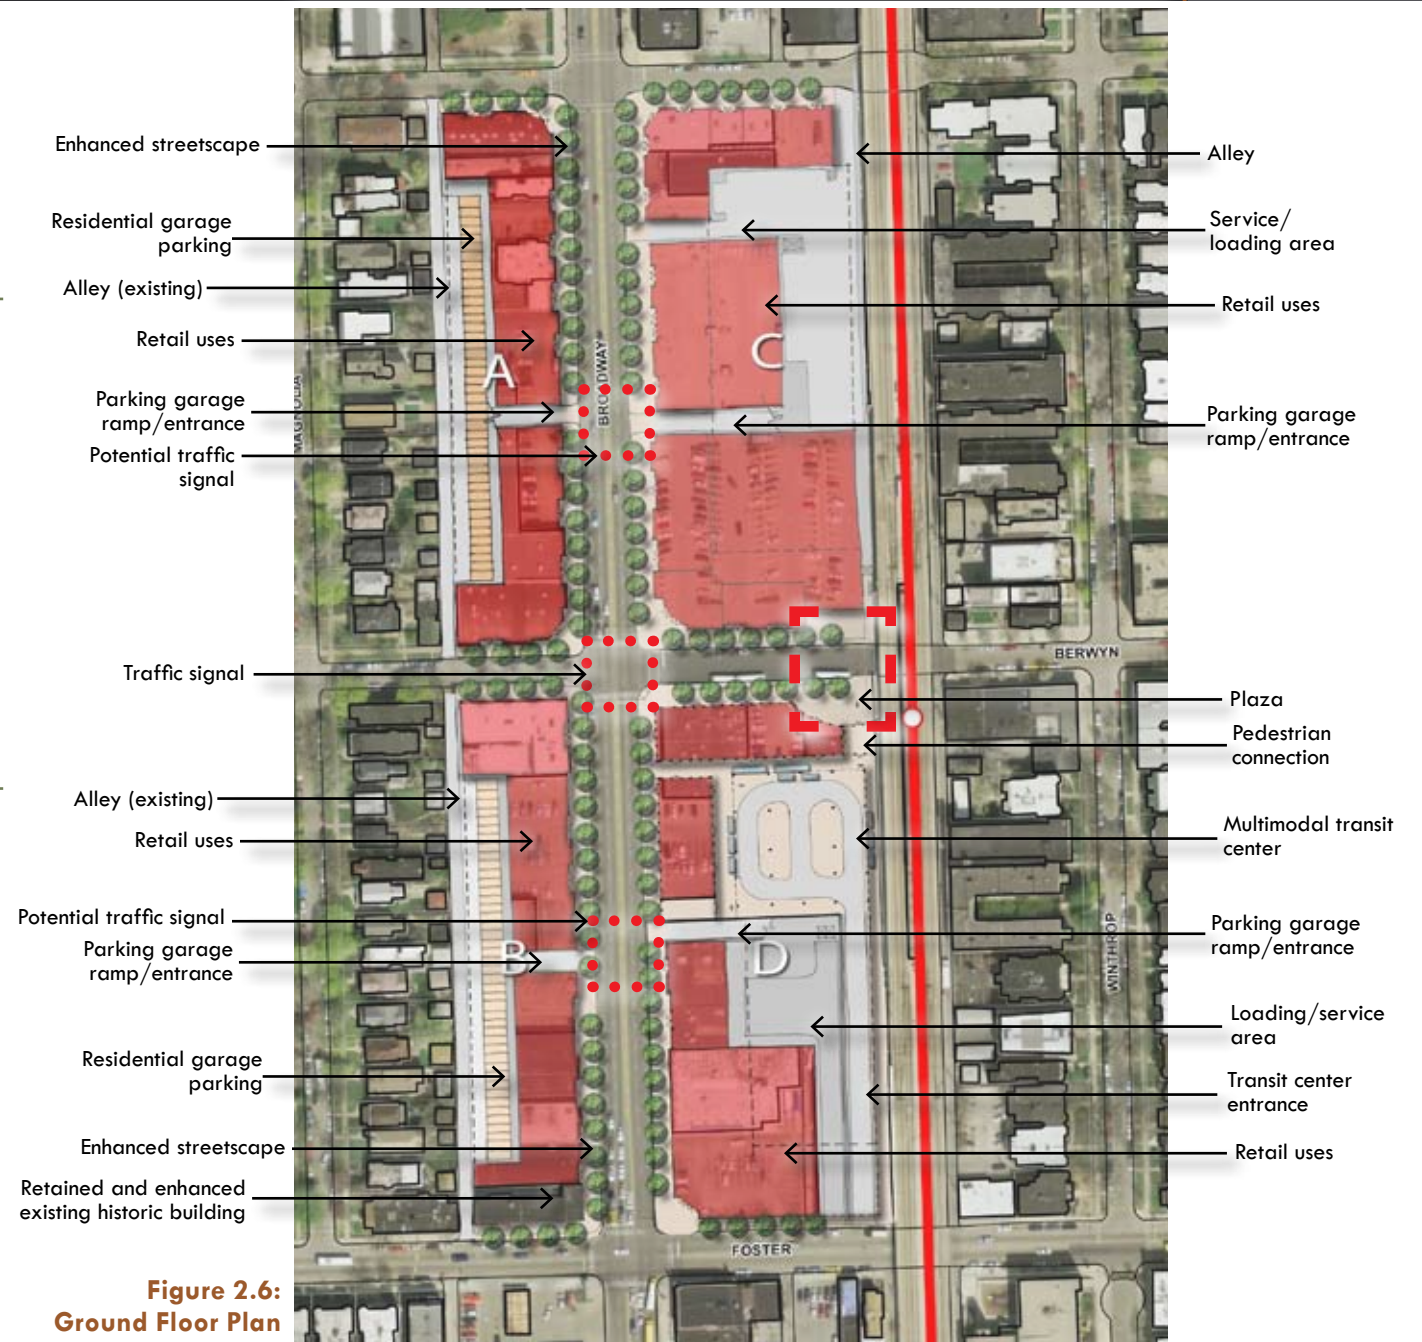 Enhanced streetscape
Residential garage
parking
Alley (existing)
Retail uses
Parking garage
ramp/entrance
Potential traffic
signal
Traffic signal
Alley (existing)
Retail uses
Potential traffic signal
Parking garage
ramp/entrance
Residential garage
parking
Enhanced streetscape
Retained and enhanced
existing historic building
Figure 2.6:
Ground Floor Plan
MAGNOLIA
BROADWAY
A
C
B
D
BERWYN
WINTHROP
FOSTER
Alley
Service/
loading area
Retail uses
Parking garage
ramp/entrance
Plaza
Pedestrian
connection
Multimodal transit
center
Parking garage
ramp/entrance
Loading/service
area
Transit center
entrance
Retail uses